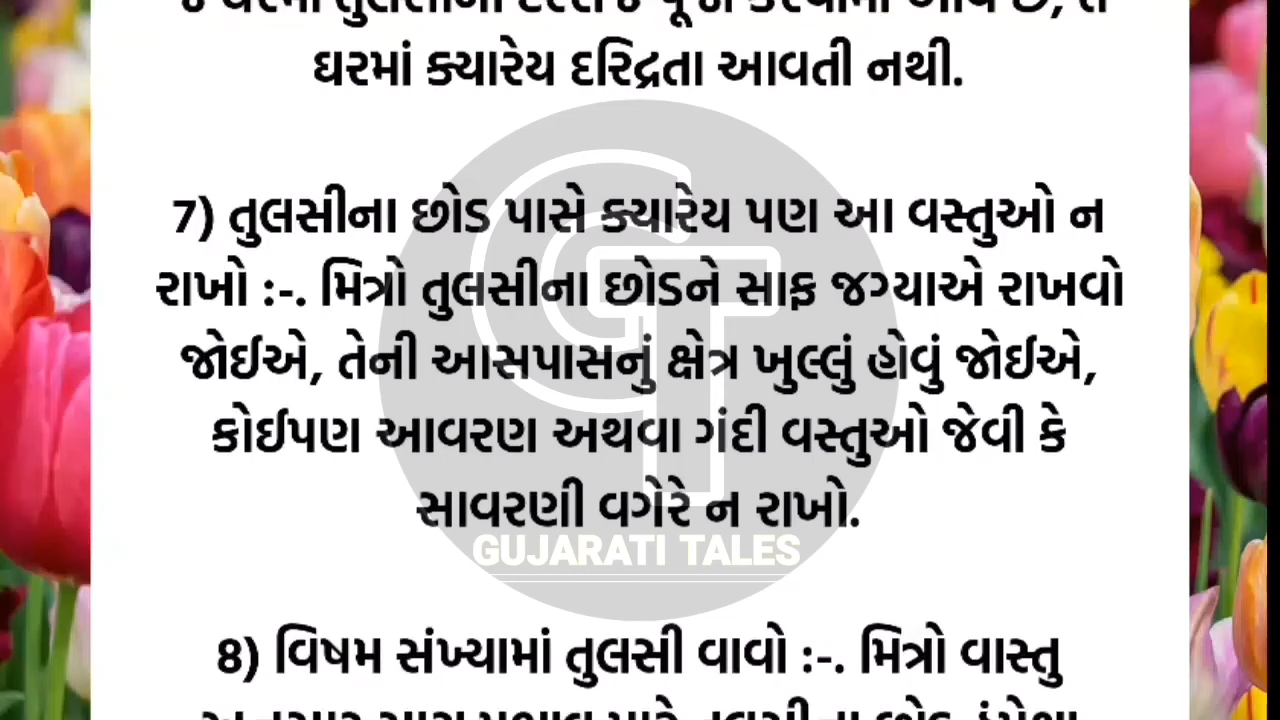 ઘરમાં ક્યારેય દરિદ્રતા આવતી નથી.
7) તુલસીના છોડ પાસે ક્યારેય પણ આ વસ્તુઓ ન
રાખો :-. મિત્રો તુલસીના છોડને સાફ જગ્યાએ રાખવો
જોઈએ, તેની આસપાસનું ક્ષેત્ર ખુલ્લું હોવું જોઈએ,
કોઈપણ આવરણ અથવા ગંદી વસ્તુઓ જેવી કે
સાવરણી વગેરે ન રાખો.
GUJARATI TALES
8) વિષમ સંખ્યામાં તુલસી વાવો :-. મિત્રો વાસ્તુ